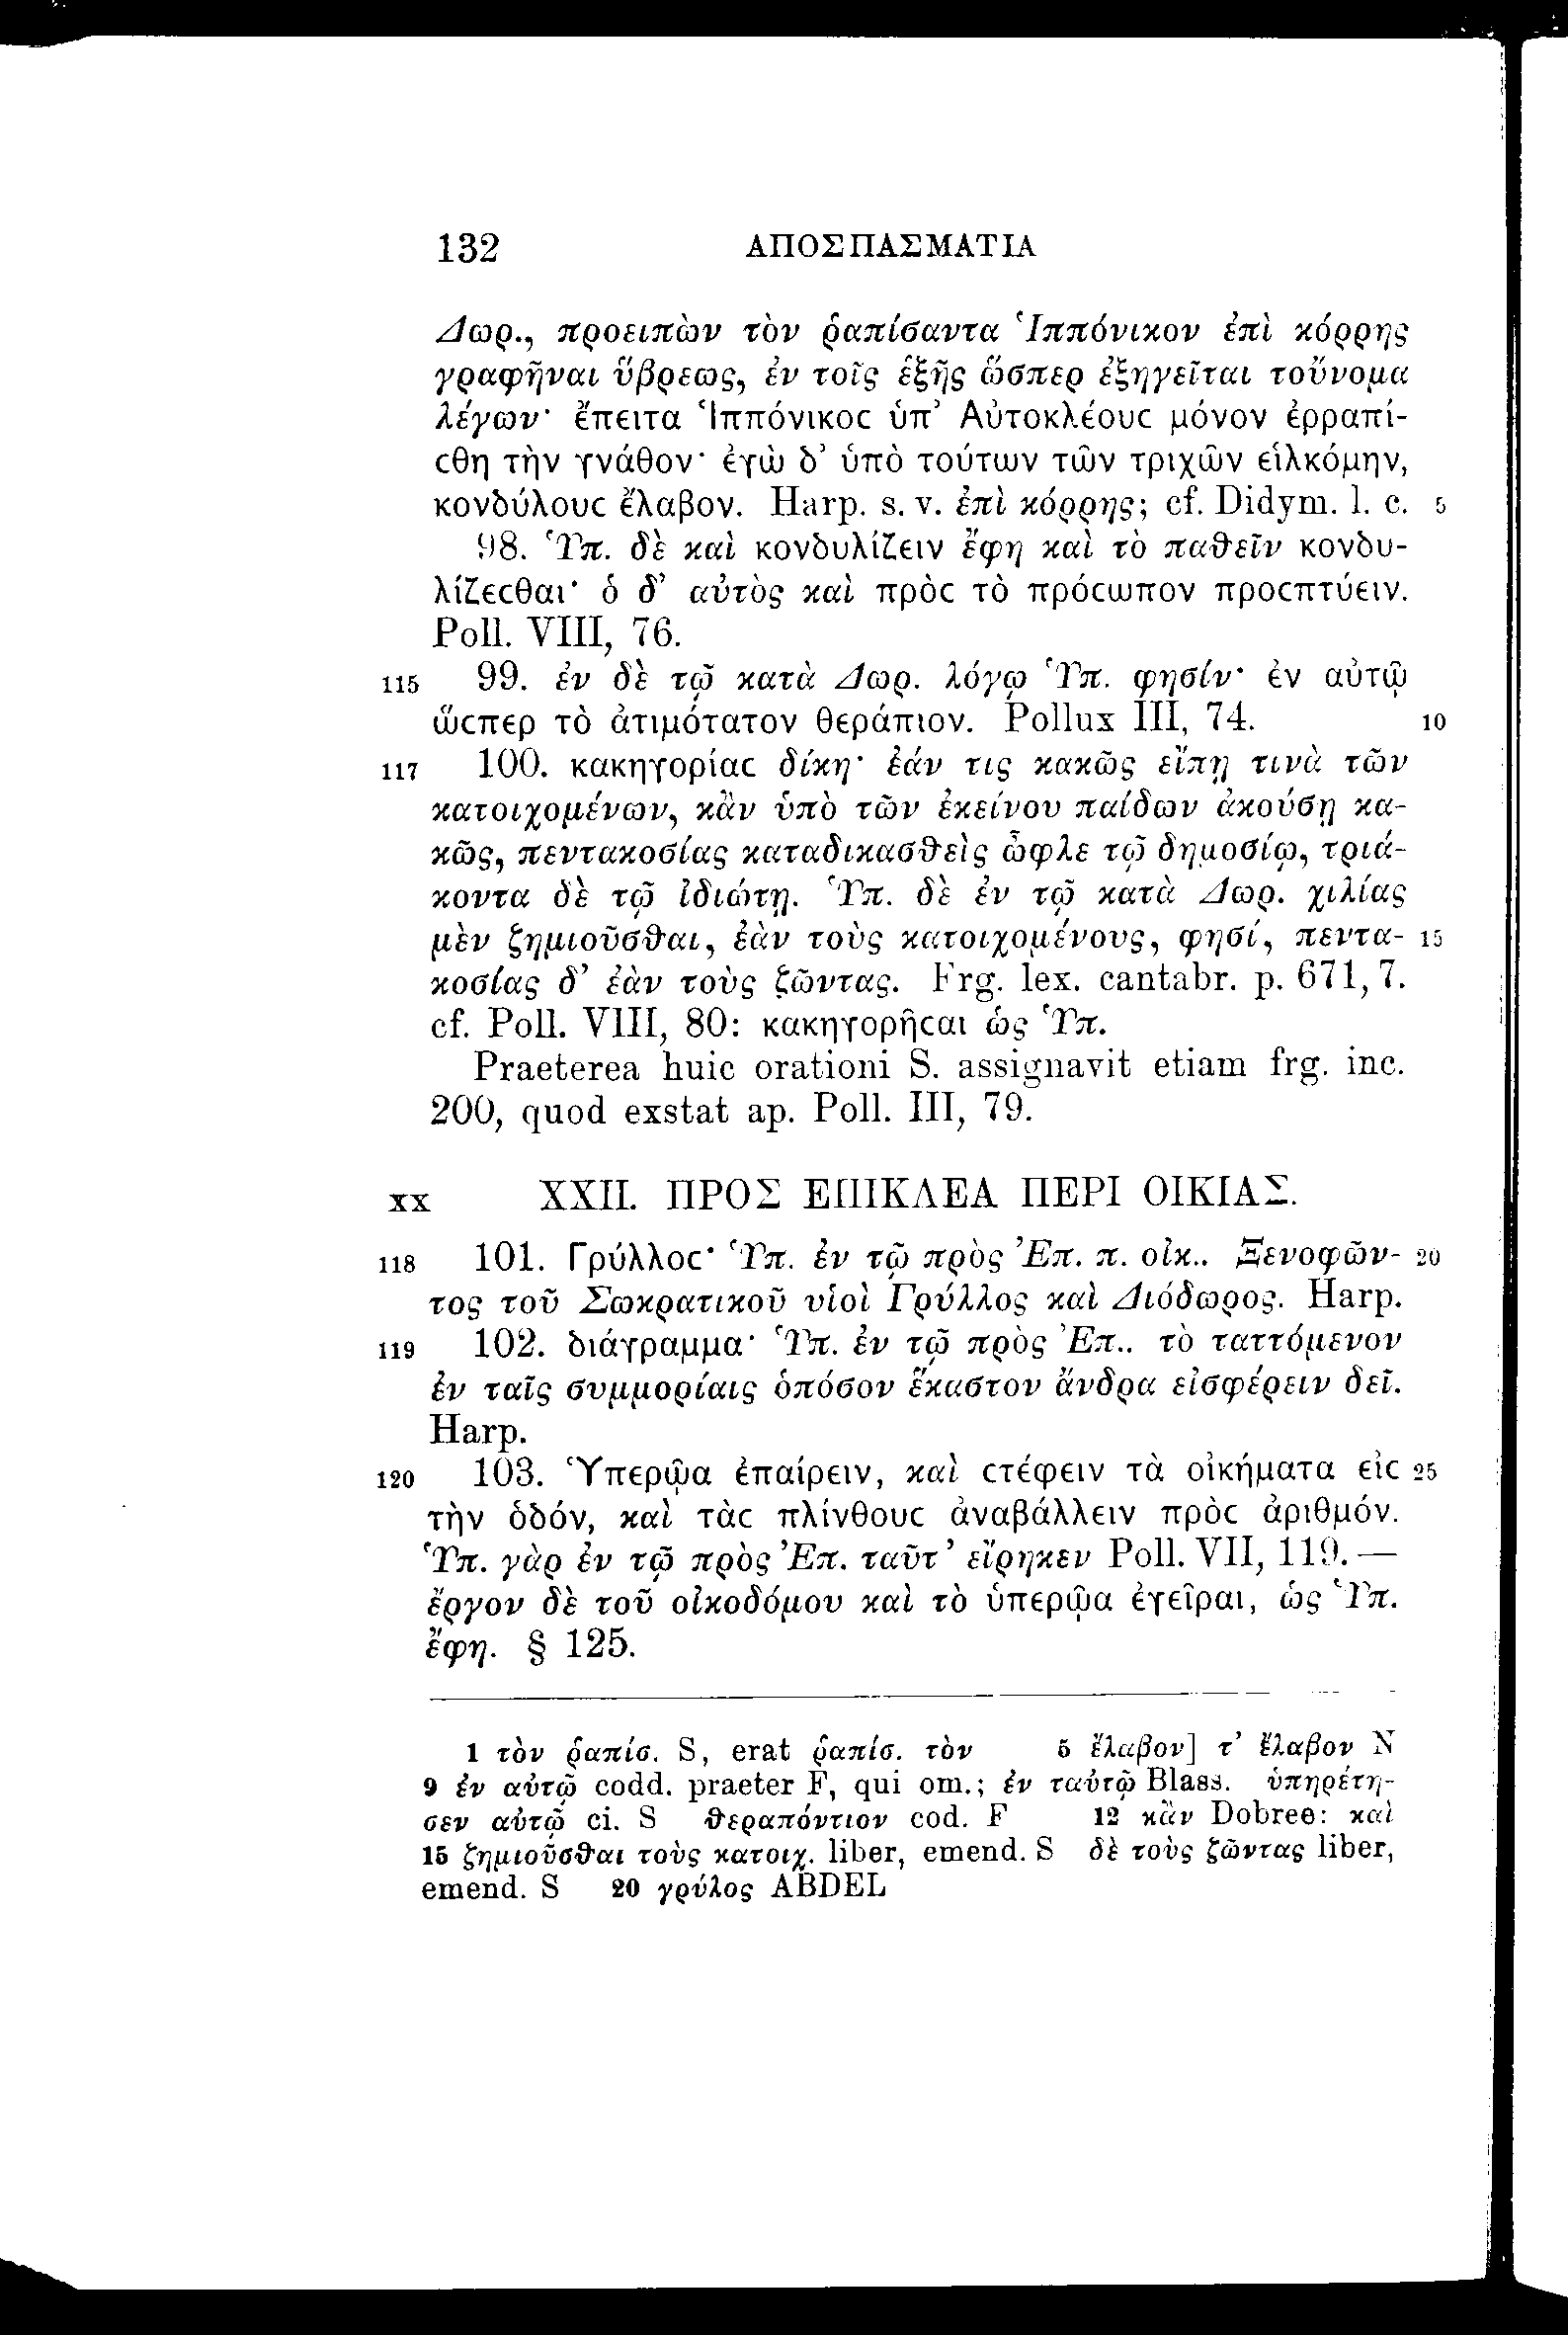 132 ΑΠΟΣΠΑΣΜΑΤΙΑ
Δωρ., προειπὼν τὸν ῥαπίσαντα Ἱππόνικον ἐπὶ κόρρης
γραφῆναι ὕβρεως, ἐν τοῖς ἑξῆς ὥσπερ ἐξηγεῖται τοὔνομα
λέγων· ἔπειτα Ἱππόνικοϲ ὑπ’ Αὐτοκλέουϲ μόνον ἐρραπί-
ϲθη τὴν γνάθον· ἐγὼ δ’ ὑπὸ τούτων τῶν τριχῶν εἱλκόμην,
κονδύλουϲ ἔλαβον. Harp. s. v. ἐπὶ κόρρης; cf. Didym. l. c. 5
98. Ὑπ. δὲ καὶ κονδυλίζειν ἔφη καὶ τὸ παθεῖν κονδυ-
λίζεϲθαι· ὁ δ’ αὐτὸς καὶ πρὸϲ τὸ πρόϲωπον προϲπτύειν.
Poll. VIII, 76.
115 99. ἐν δὲ τῷ κατὰ Δωρ. λόγῳ Ὑπ. φησίν· ἐν αὐτῷ
ὥϲπερ τὸ ἀτιμότατον θεράπιον. Pollux III, 74. 10
117 100. κακηγορίαϲ δίκη· ἐάν τις κακῶς εἴπῃ τινὰ τῶν
κατοιχομένων, κἂν ὑπὸ τῶν ἐκείνου παίδων ἀκούσῃ κα-
κῶς, πεντακοσίας καταδικασθεὶς ὦφλε τῷ δημοσίῳ, τριά-
κοντα δὲ τῷ ἰδιώτῃ. Ὑπ. δὲ ἐν τῷ κατὰ Δωρ. χιλίας
μὲν ζημιοῦσθαι, ἐὰν τοὺς κατοιχομένους, φησί, πεντα- 15
κοσίας δ’ ἐὰν τοὺς ζῶντας. Frg. lex. cantabr. p. 671, 7.
cf. Poll. VIII, 80: κακηγορῆϲαι ὡς Ὑπ.
Praeterea huic orationi S. assignavit etiam frg. inc.
200, quod exstat ap. Poll. III, 79.
XX XXII. ΠΡΟΣ ΕΠΙΚΛΕΑ ΠΕΡΙ ΟΙΚΙΑΣ.
118 101. Γρύλλοϲ· Ὑπ. ἐν τῷ πρὸς Ἐπ. π. οἰκ.. Ξενοφῶν- 20
τος τοῦ Σωκρατικοῦ υἱοὶ Γρύλλος καὶ Διόδωρος. Harp.
119 102. διάγραμμα· Ὑπ. ἐν τῷ πρὸς Ἐπ.. τὸ ταττόμενον
ἐν ταῖς συμμορίαις ὁπόσον ἕκαστον ἄνδρα εἰσφέρειν δεῖ.
Harp.
120 103. Ὑπερῷα ἐπαίρειν, καὶ ϲτέφειν τὰ οἰκήματα εἰϲ 25
τὴν ὁδόν, καὶ τὰϲ πλίνθουϲ ἀναβάλλειν πρὸϲ ἀριθμόν.
Ὑπ. γὰρ ἐν τῷ πρὸς Ἐπ. ταῦτ’ εἴρηκεν Poll. VII, 119. —
ἔργον δὲ τοῦ οἰκοδόμου καὶ τὸ ὑπερῷα ἐγεῖραι, ὡς Ὑπ.
ἔφη. § 125.
1 τὸν ῥαπίσ. S, erat ῥαπίσ. τὸν 5 ἔλαβον] τ’ ἔλαβον N
9 ἐν αὐτῷ codd. praeter F, qui om.; ἐν ταὐτῷ Blass. ὑπηρέτη-
σεν αὐτῷ ci. S θεραπόντιον cod. F 12 κἂν Dobree: καὶ
15 ζημιοῦσθαι τοὺς κατοιχ. liber, emend. S δὲ τοὺς ζῶντας liber,
emend. S 20 γρύλος ABDEL